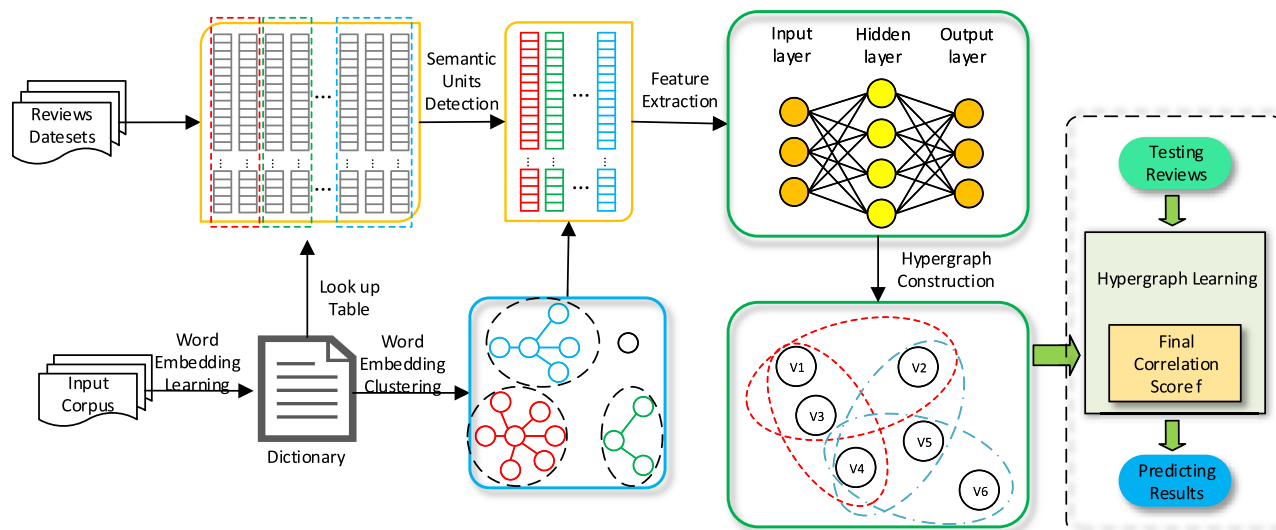 Reviews
Datesets
...
...
Semantic
Units
Detection
...
...
Feature
Extraction
Input
layer
Hidden
layer
Output
layer
Hypergraph
Construction
Look up
Table
Input
Corpus
Word
Embedding
Learning
Dictionary
Word
Embedding
Clustering
V1
V2
V3
V4
V5
V6
Testing
Reviews
Hypergraph Learning
Final
Correlation
Score f
Predicting
Results